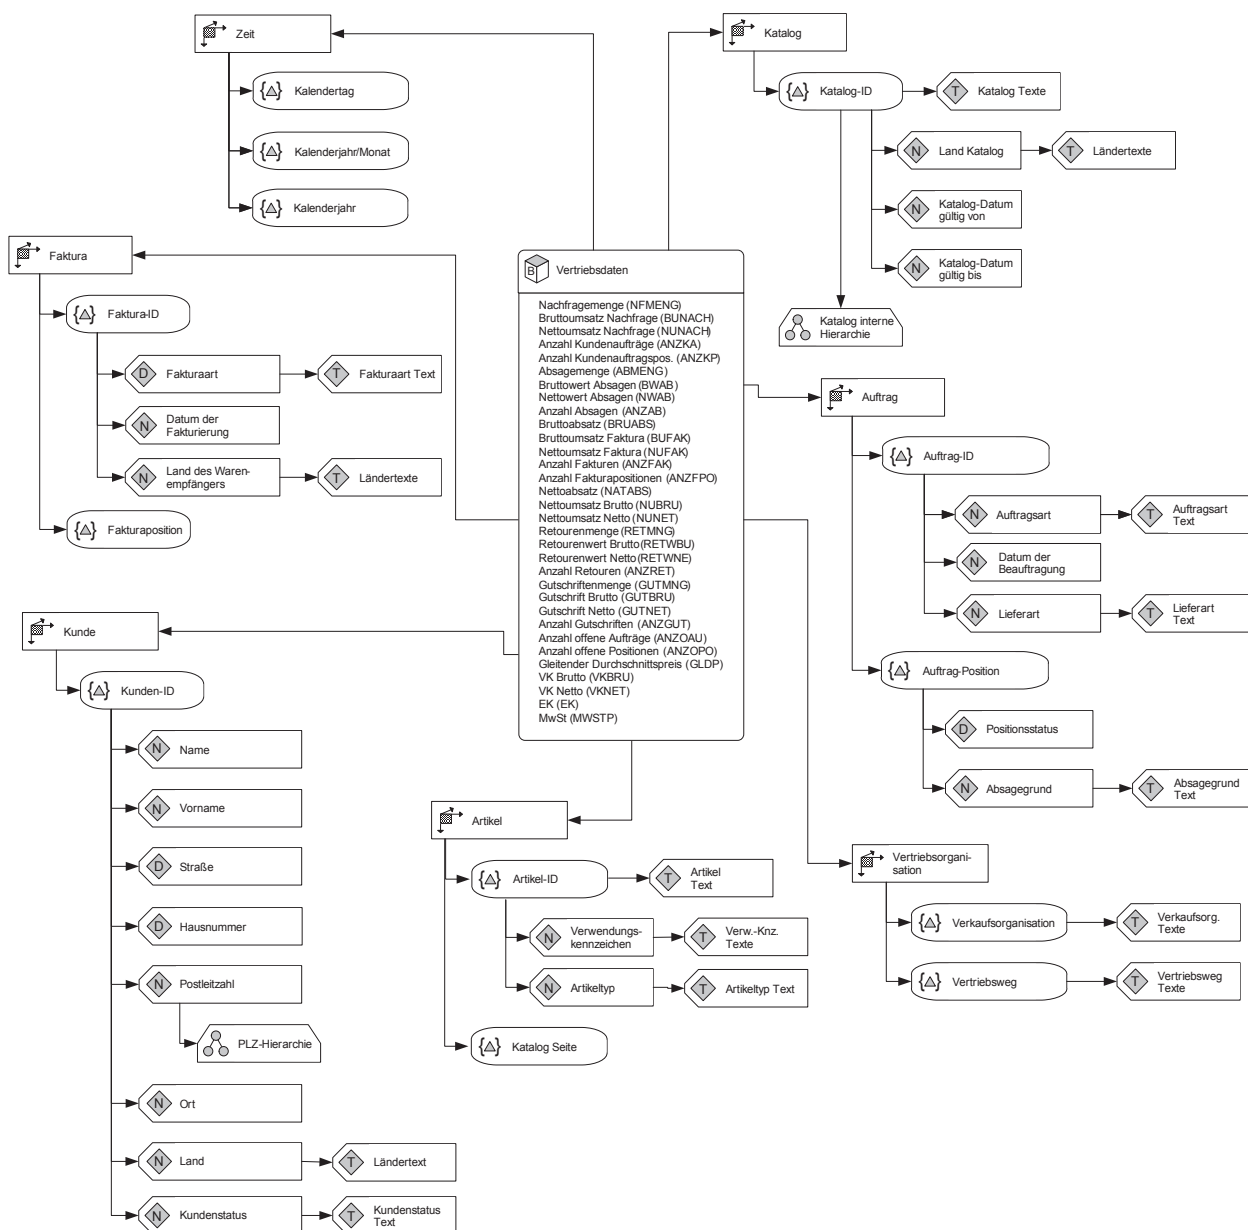 Zeit
Kalendertag
Kalenderjahr/Monat
Kalenderjahr
Katalog
Katalog-ID
T
Katalog Texte
N
Land Katalog
T
Ländertexte
N
Katalog-Datum
gültig von
N
Katalog-Datum
gültig bis
Katalog interne
Hierarchie
Faktura
Faktura-ID
D
Fakturaart
T
Fakturaart Text
N
Datum der
Fakturierung
N
Land des Waren-
empfängers
T
Ländertexte
Fakturaposition
B
Vertriebsdaten
Nachfragemenge (NFMENG)
Bruttoumsatz Nachfrage (BUNACH)
Nettoumsatz Nachfrage (NUNACH)
Anzahl Kundenaufträge (ANZKA)
Anzahl Kundenauftragspos. (ANZKP)
Absagemenge (ABMENG)
Bruttowert Absagen (BWAB)
Nettowert Absagen (NWAB)
Anzahl Absagen (ANZAB)
Bruttoabsatz (BRUABS)
Bruttoumsatz Faktura (BUFAK)
Nettoumsatz Faktura (NUFAK)
Anzahl Fakturen (ANZFAK)
Anzahl Fakturapositionen (ANZFPO)
Nettoabsatz (NATABS)
Nettoumsatz Brutto (NUBRU)
Nettoumsatz Netto (NUNET)
Retourenmenge (RETMNG)
Retourenwert Brutto(RETWBU)
Retourenwert Netto(RETWNE)
Anzahl Retouren (ANZRET)
Gutschriftenmenge (GUTMNG)
Gutschrift Brutto (GUTBRU)
Gutschrift Netto (GUTNET)
Anzahl Gutschriften (ANZGUT)
Anzahl offene Aufträge (ANZOAU)
Anzahl offene Positionen (ANZOPO)
Gleitender Durchschnittspreis (GLDP)
VK Brutto (VKBRU)
VK Netto (VKNET)
EK (EK)
MwSt (MWSTP)
Auftrag
Auftrag-ID
N
Auftragsart
T
Auftragsart
Text
N
Datum der
Beauftragung
N
Lieferart
T
Lieferart
Text
Auftrag-Position
D
Positionsstatus
N
Absagegrund
T
Absagegrund
Text
Kunde
Kunden-ID
N
Name
N
Vorname
D
Straße
D
Hausnummer
N
Postleitzahl
PLZ-Hierarchie
N
Ort
N
Land
T
Ländertext
N
Kundenstatus
T
Kundenstatus
Text
Artikel
Artikel-ID
T
Artikel
Text
N
Verwendungs-
kennzeichen
T
Verw.-Knz.
Texte
N
Artikeltyp
T
Artikeltyp Text
Katalog Seite
Vertriebsorgani-
sation
Verkaufsorganisation
T
Verkaufsorg.
Texte
Vertriebsweg
T
Vertriebsweg
Texte